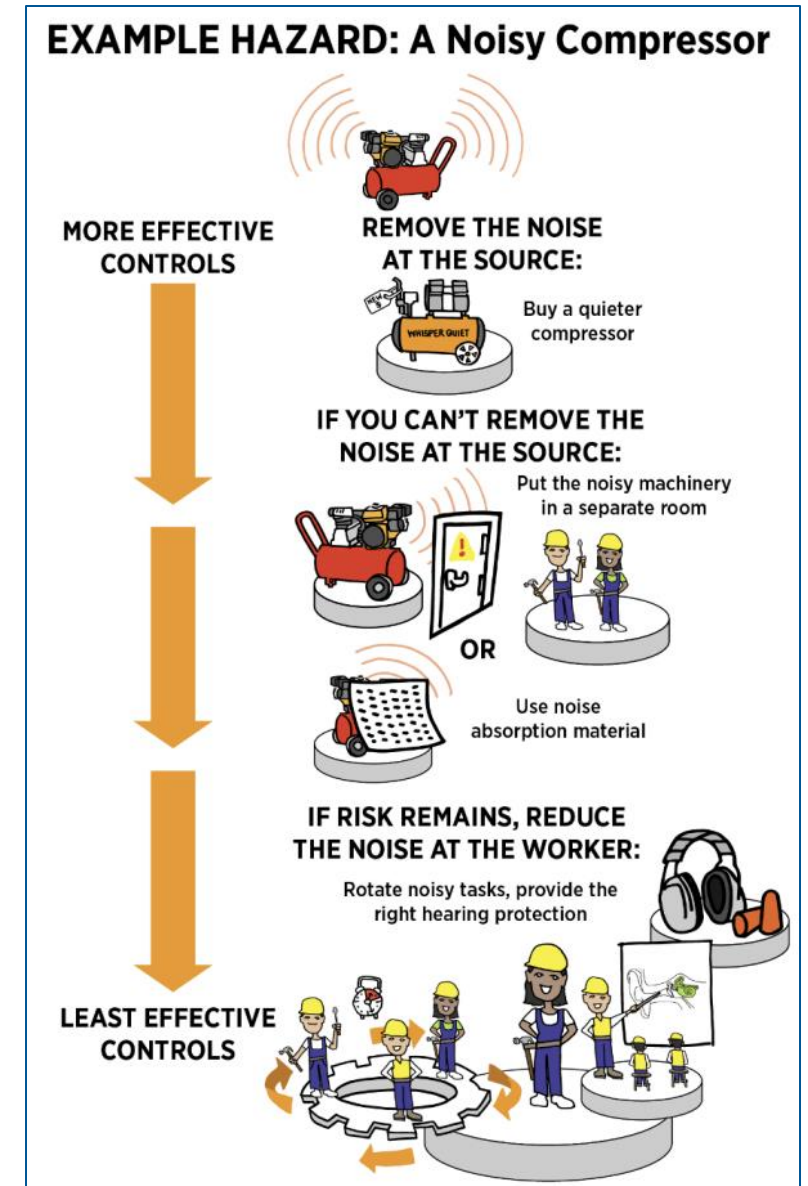 EXAMPLE HAZARD: A Noisy Compressor
MORE EFFECTIVE
CONTROLS
REMOVE THE NOISE
AT THE SOURCE:
NEW
WHISPER QUIET
Buy a quieter
compressor
IF YOU CAN'T REMOVE THE
NOISE AT THE SOURCE:
Put the noisy machinery
in a separate room
!
OR
Use noise
absorption material
IF RISK REMAINS, REDUCE
THE NOISE AT THE WORKER:
Rotate noisy tasks, provide the
right hearing protection
LEAST EFFECTIVE
CONTROLS